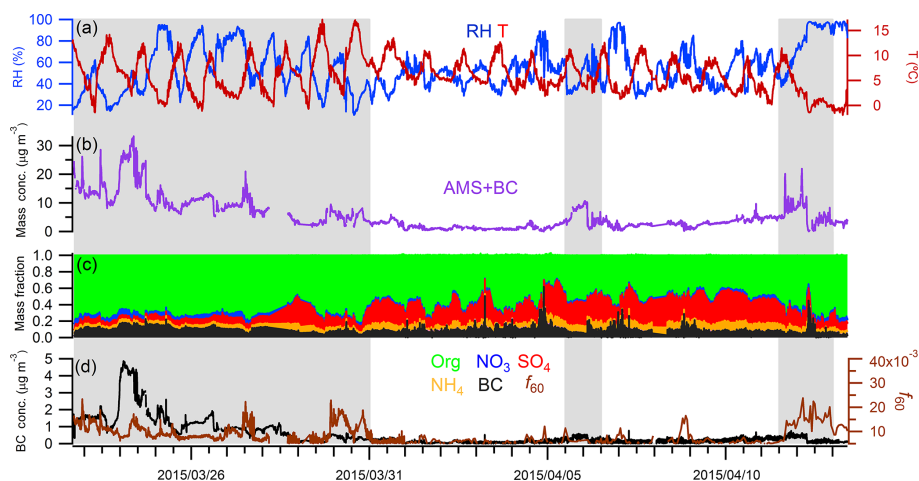 (a)
RH T
100
80
60
40
20
RH (%)
15
10
5
0
T (°C)
(b)
AMS+BC
30
20
10
0
Mass conc. (µg m⁻³)
(c)
1.0
0.8
0.6
0.4
0.2
0.0
Mass fraction
Org NO₃ SO₄
NH₄ BC f₆₀
(d)
5
4
3
2
1
0
BC conc. (µg m⁻³)
40x10⁻³
30
20
10
f₆₀
2015/03/26 2015/03/31 2015/04/05 2015/04/10